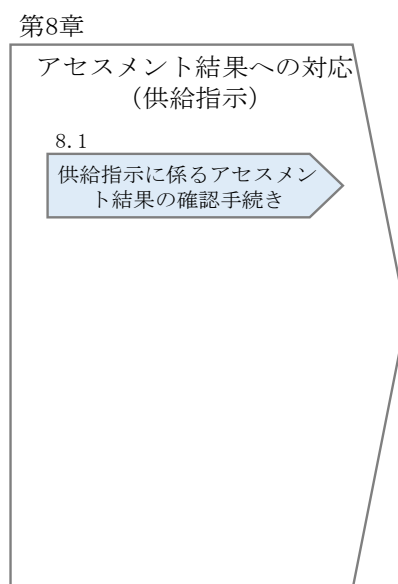 第8章
アセスメント結果への対応
（供給指示）
8.1
供給指示に係るアセスメン
ト結果の確認手続き